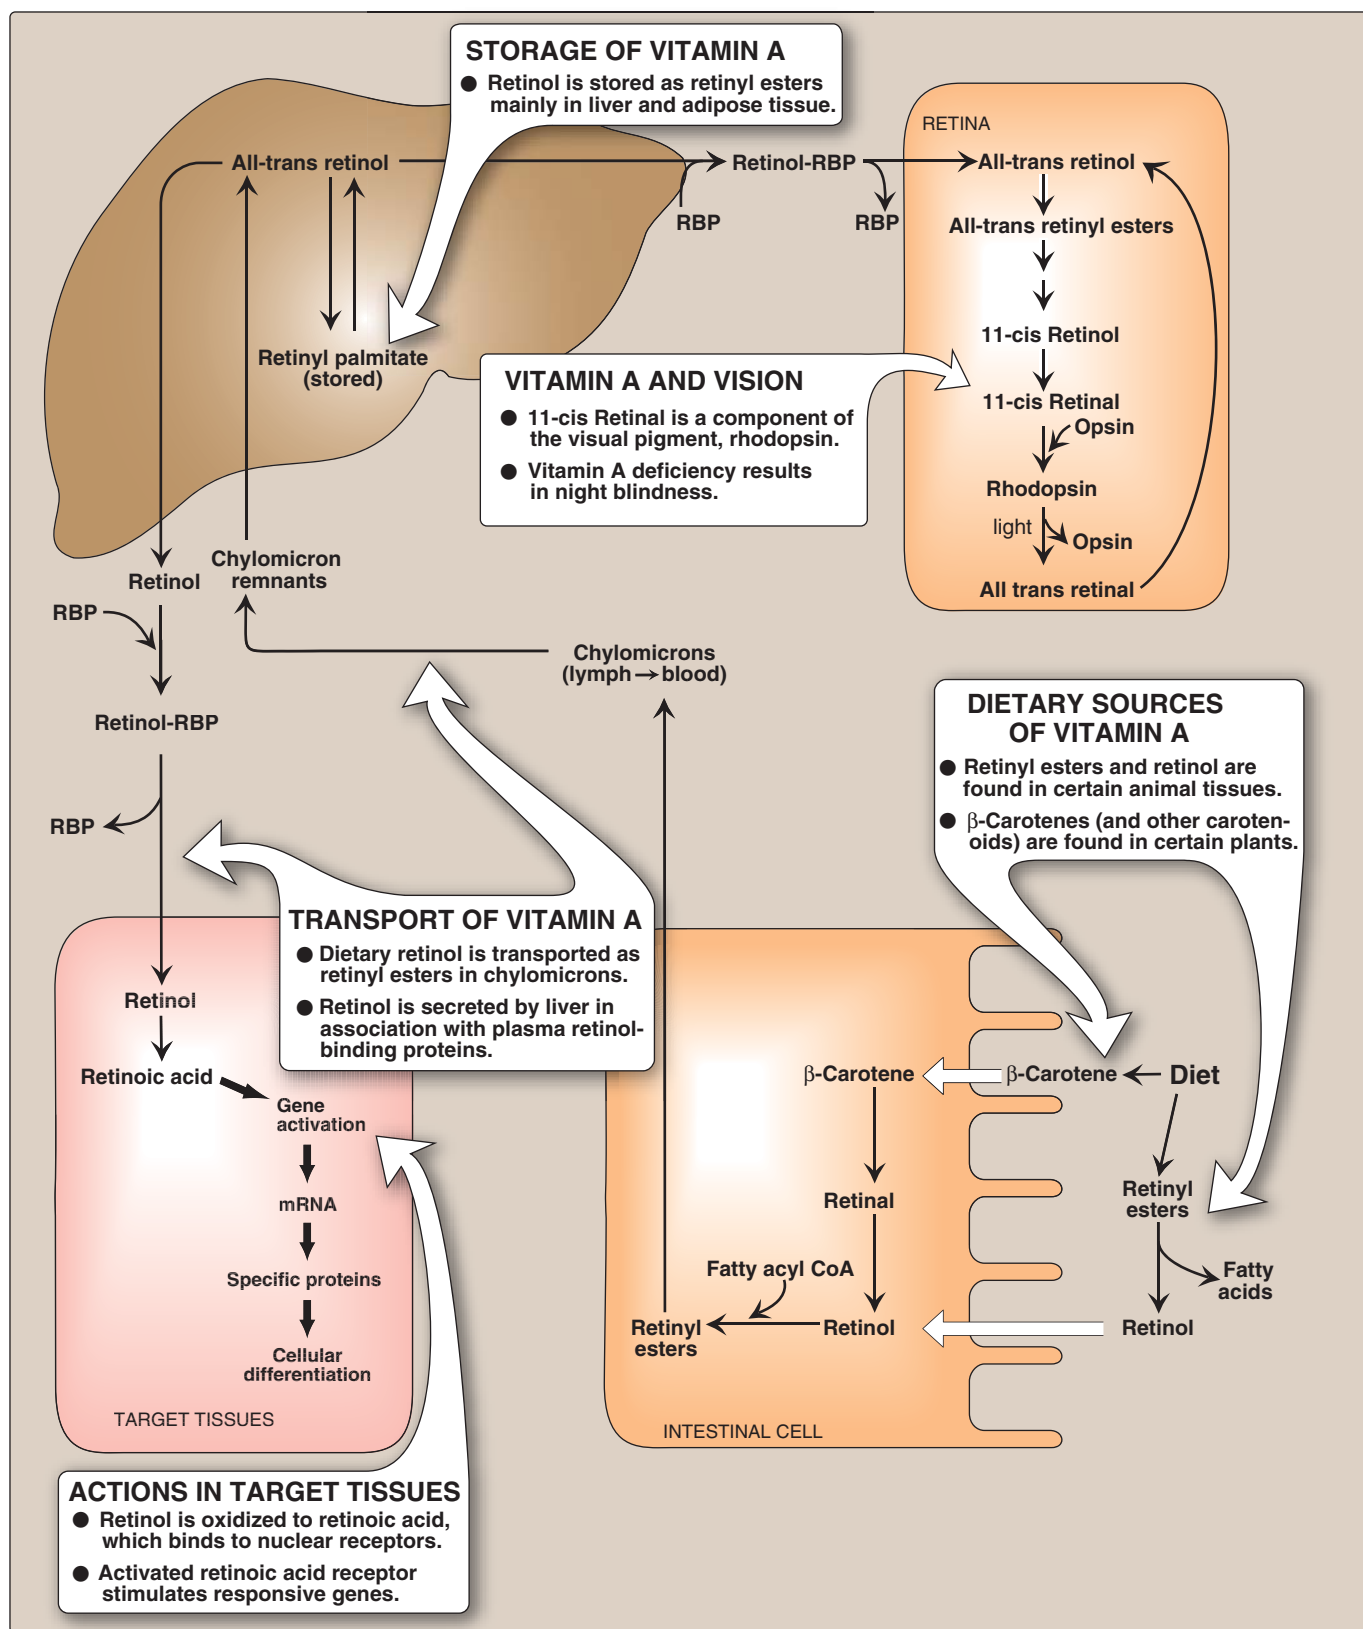 STORAGE OF VITAMIN A
● Retinol is stored as retinyl esters
mainly in liver and adipose tissue.
RETINA
All-trans retinol
Retinol-RBP
All-trans retinol
RBP
RBP
All-trans retinyl esters
11-cis Retinol
Retinyl palmitate
(stored)
VITAMIN A AND VISION
● 11-cis Retinal is a component of
the visual pigment, rhodopsin.
● Vitamin A deficiency results
in night blindness.
11-cis Retinal
Opsin
Rhodopsin
light
Opsin
All trans retinal
Chylomicron
remnants
Retinol
RBP
Chylomicrons
(lymph → blood)
Retinol-RBP
RBP
DIETARY SOURCES
OF VITAMIN A
● Retinyl esters and retinol are
found in certain animal tissues.
● β-Carotenes (and other caroten-
oids) are found in certain plants.
TRANSPORT OF VITAMIN A
● Dietary retinol is transported as
retinyl esters in chylomicrons.
● Retinol is secreted by liver in
association with plasma retinol-
binding proteins.
Retinol
Retinoic acid
Gene
activation
mRNA
Specific proteins
Cellular
differentiation
TARGET TISSUES
β-Carotene
β-Carotene
Diet
Retinal
Retinyl
esters
Fatty acyl CoA
Fatty
acids
Retinyl
esters
Retinol
Retinol
INTESTINAL CELL
ACTIONS IN TARGET TISSUES
● Retinol is oxidized to retinoic acid,
which binds to nuclear receptors.
● Activated retinoic acid receptor
stimulates responsive genes.